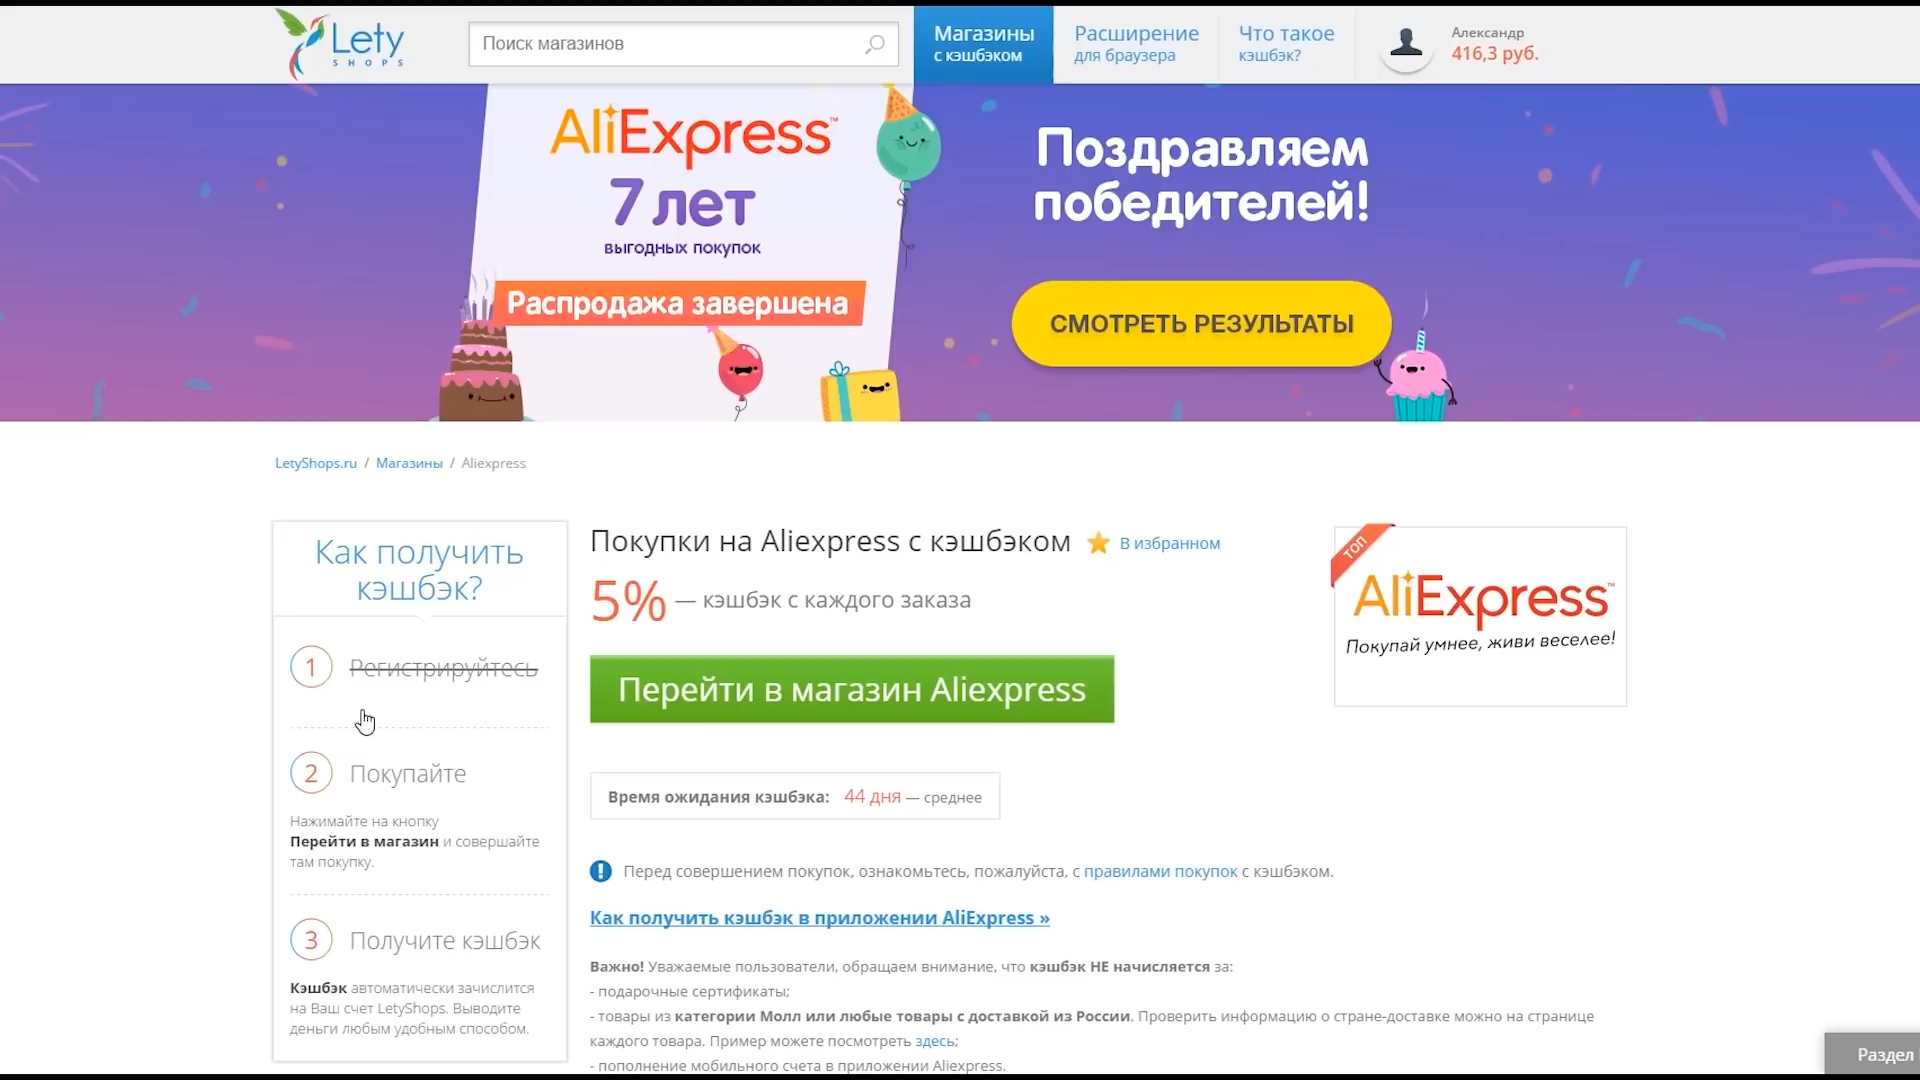 Lety
SHOPS
Поиск магазинов
Магазины
с кэшбэком
Расширение
для браузера
Что такое
кэшбэк?
Александр
416,3 руб.
AliExpress™
7 лет
выгодных покупок
Распродажа завершена
Поздравляем
победителей!
СМОТРЕТЬ РЕЗУЛЬТАТЫ
LetyShops.ru / Магазины / Aliexpress
Как получить
кэшбэк?
1 Регистрируйтесь
2 Покупайте
Нажимайте на кнопку
Перейти в магазин и совершайте
там покупку.
3 Получите кэшбэк
Кэшбэк автоматически зачислится
на Ваш счет LetyShops. Выводите
деньги любым удобным способом.
Покупки на Aliexpress с кэшбэком
В избранном
5% — кэшбэк с каждого заказа
Перейти в магазин Aliexpress
Время ожидания кэшбэка: 44 дня — среднее
Перед совершением покупок, ознакомьтесь, пожалуйста, с правилами покупок с кэшбэком.
Как получить кэшбэк в приложении AliExpress »
Важно! Уважаемые пользователи, обращаем внимание, что кэшбэк НЕ начисляется за:
- подарочные сертификаты;
- товары из категории Молл или любые товары с доставкой из России. Проверить информацию о стране-доставке можно на странице
каждого товара. Пример можете посмотреть здесь;
- пополнение мобильного счета в приложении Aliexpress.
ТОП
AliExpress™
Покупай умнее, живи веселее!
Раздел